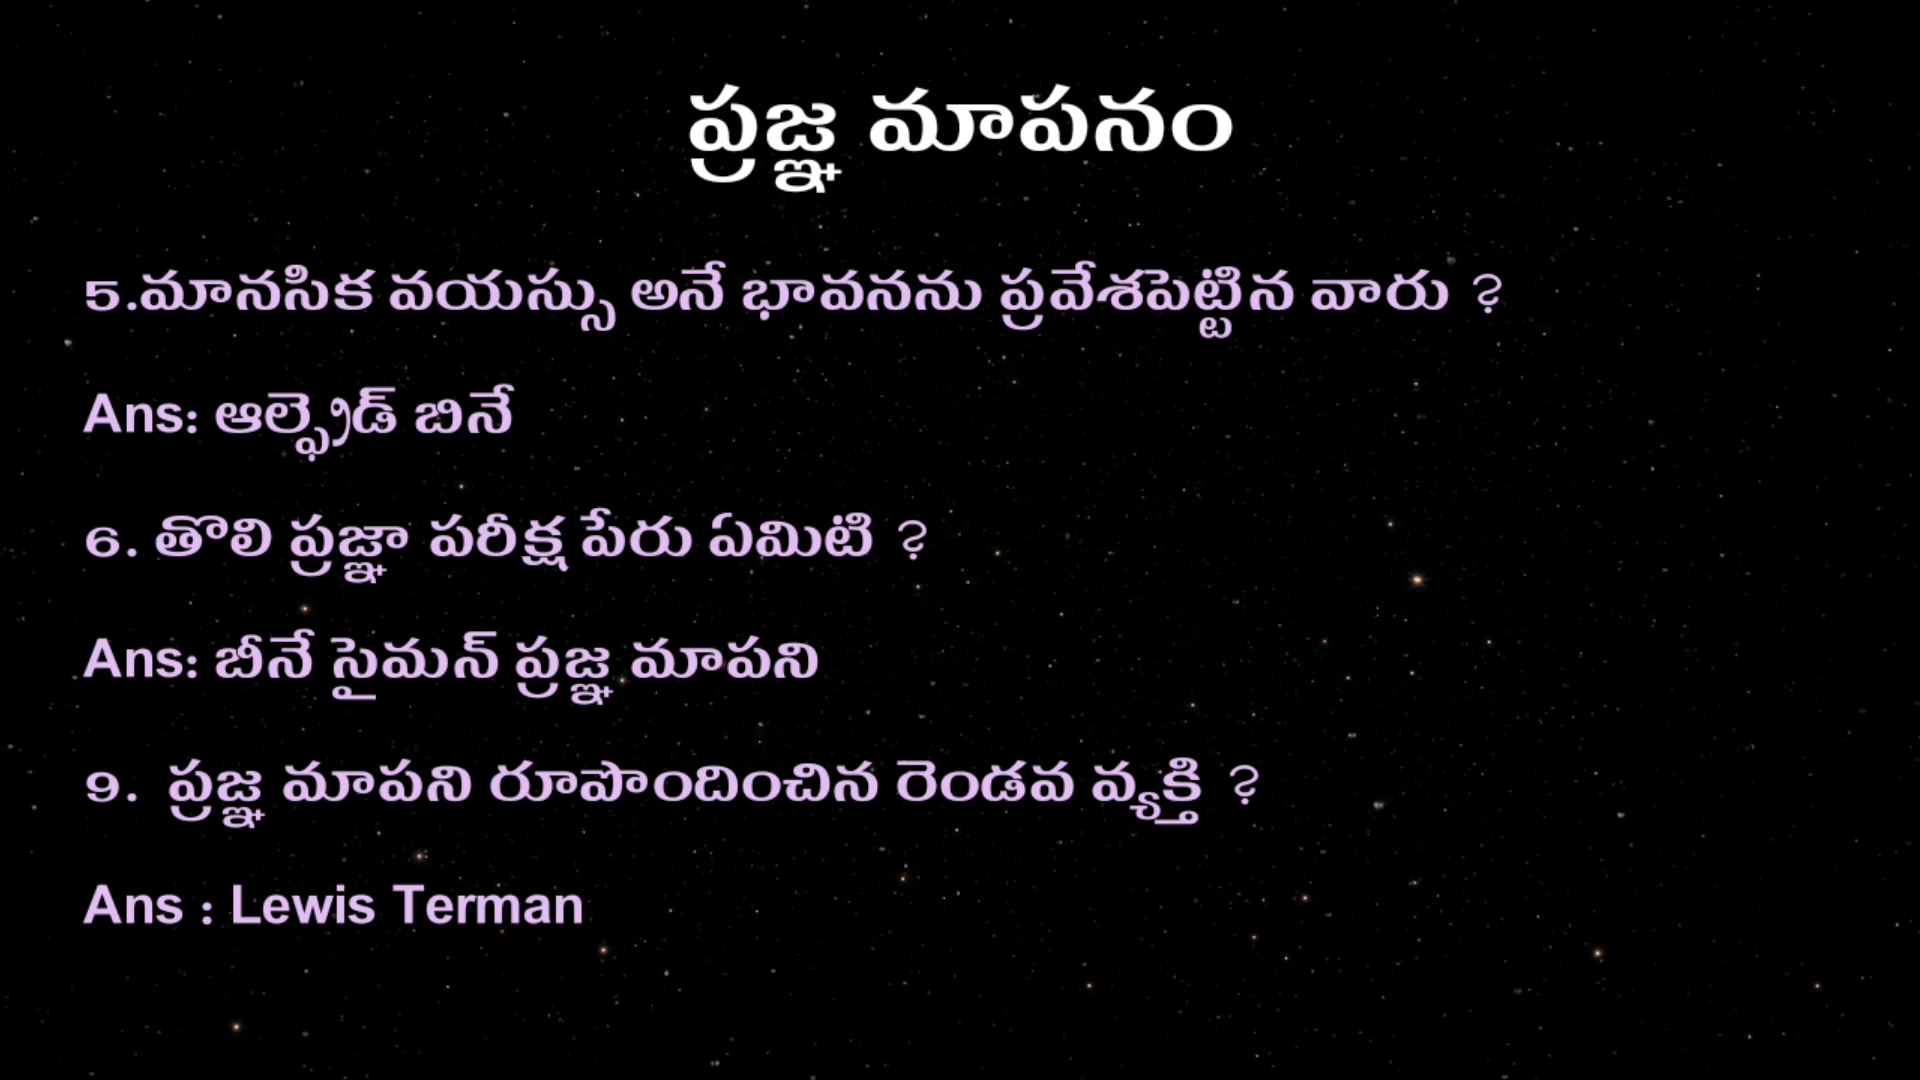 ప్రజ్ఞ మాపనం
5.మానసిక వయస్సు అనే భావనను ప్రవేశపెట్టిన వారు ?
Ans: ఆల్ఫ్రెడ్ బినే
6. తొలి ప్రజ్ఞా పరీక్ష పేరు ఏమిటి ?
Ans: బీనే సైమన్ ప్రజ్ఞ మాపని
9. ప్రజ్ఞ మాపని రూపొందించిన రెండవ వ్యక్తి ?
Ans : Lewis Terman